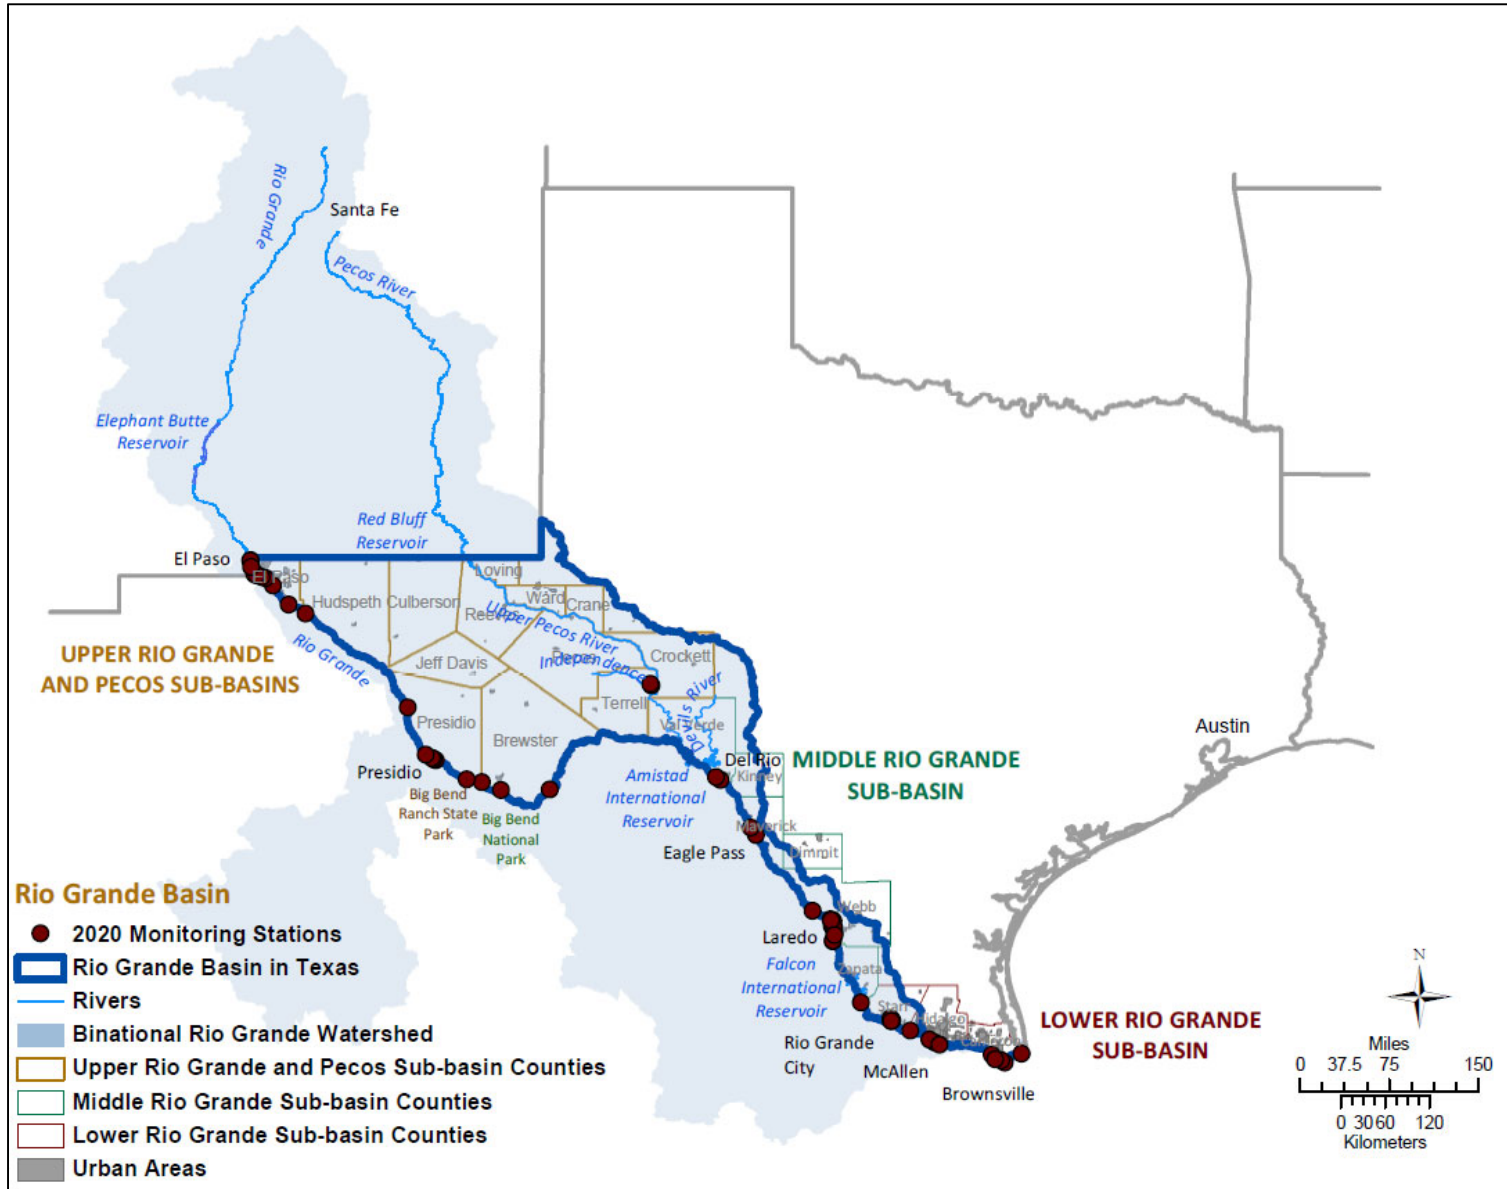 Rio Grande
Santa Fe
Pecos River
Elephant Butte
Reservoir
Red Bluff
Reservoir
El Paso
El Paso
Hudspeth
Culberson
Loving
Ward
Crane
Reeves
Upper Pecos River
Pecos
Independence
Crockett
Rio Grande
Jeff Davis
Terrell
Devils River
Val Verde
UPPER RIO GRANDE
AND PECOS SUB-BASINS
Presidio
Brewster
Presidio
Big Bend
Ranch State
Park
Big Bend
National
Park
Amistad
International
Reservoir
Del Rio
Kinney
MIDDLE RIO GRANDE
SUB-BASIN
Austin
Maverick
Eagle Pass
Dimmit
Webb
Laredo
Zapata
Falcon
International
Reservoir
Starr
Hidalgo
Cameron
Rio Grande
City
McAllen
Brownsville
LOWER RIO GRANDE
SUB-BASIN
Rio Grande Basin
2020 Monitoring Stations
Rio Grande Basin in Texas
Rivers
Binational Rio Grande Watershed
Upper Rio Grande and Pecos Sub-basin Counties
Middle Rio Grande Sub-basin Counties
Lower Rio Grande Sub-basin Counties
Urban Areas
N
Miles
0 37.5 75 150
0 30 60 120
Kilometers